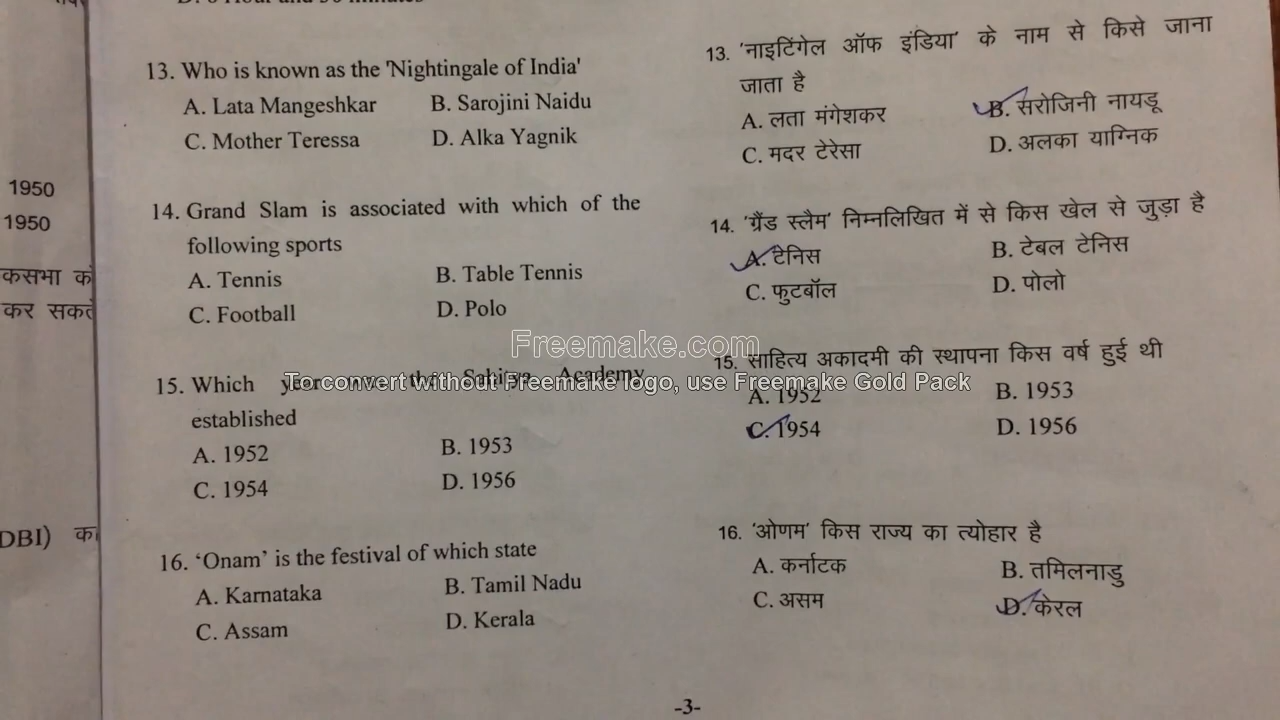 13. Who is known as the 'Nightingale of India'
A. Lata Mangeshkar B. Sarojini Naidu
C. Mother Teressa D. Alka Yagnik
14. Grand Slam is associated with which of the
following sports
A. Tennis B. Table Tennis
C. Football D. Polo
15. Which year was the Sahitya Academy
established
A. 1952 B. 1953
C. 1954 D. 1956
16. ‘Onam’ is the festival of which state
A. Karnataka B. Tamil Nadu
C. Assam D. Kerala
13. 'नाइटिंगेल ऑफ इंडिया' के नाम से किसे जाना
जाता है
A. लता मंगेशकर B. सरोजिनी नायडू
C. मदर टेरेसा D. अलका याग्निक
14. 'ग्रैंड स्लैम' निम्नलिखित में से किस खेल से जुड़ा है
A. टेनिस B. टेबल टेनिस
C. फुटबॉल D. पोलो
15. साहित्य अकादमी की स्थापना किस वर्ष हुई थी
A. 1952 B. 1953
C. 1954 D. 1956
16. 'ओणम' किस राज्य का त्योहार है
A. कर्नाटक B. तमिलनाडु
C. असम D. केरल
-3-
1950
1950
कर सकते
DBI)
Freemake.com
To convert without Freemake logo, use Freemake Gold Pack